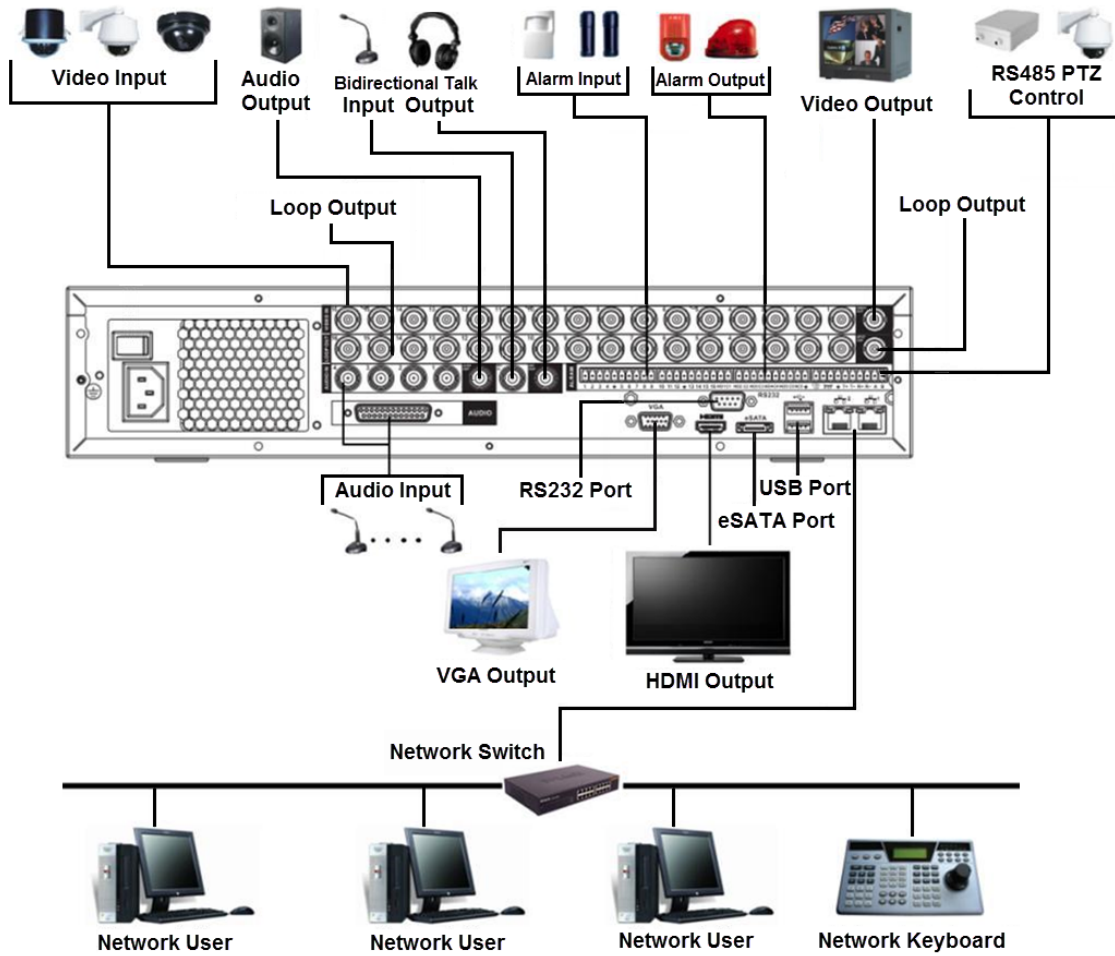 Video Input
Audio
Output
Bidirectional Talk
Input Output
Alarm Input
Alarm Output
Video Output
RS485 PTZ
Control
Loop Output
Loop Output
AUDIO
VGA
RS232
HDMI
eSATA
Audio Input
RS232 Port
USB Port
eSATA Port
VGA Output
HDMI Output
Network Switch
Network User
Network User
Network User
Network Keyboard